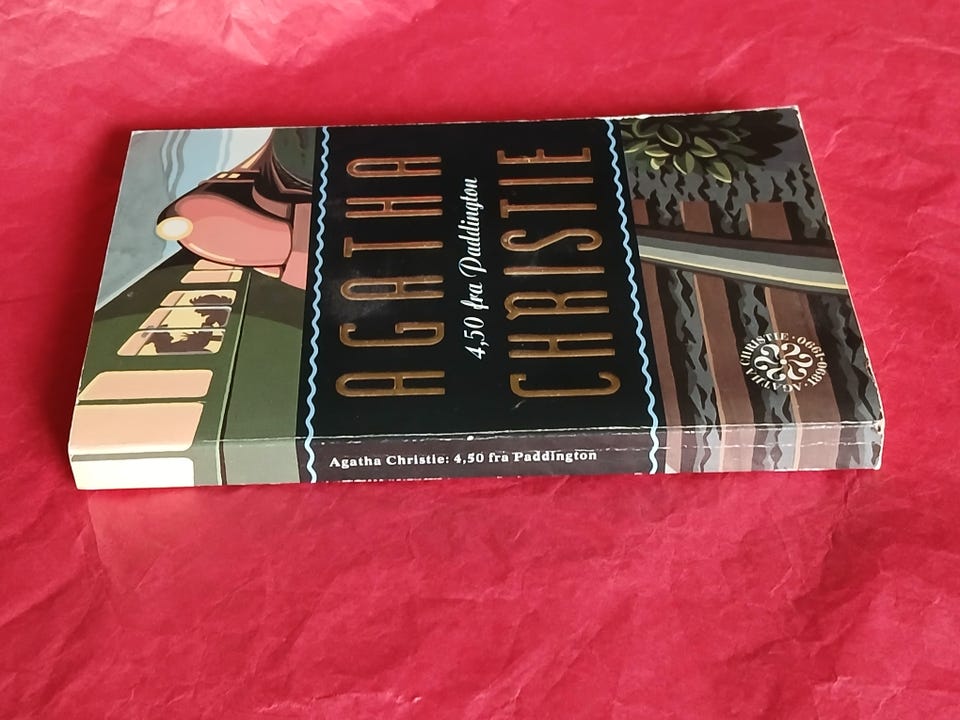 AGATHA
4,50 fra Paddington
CHRISTIE
AGATHA CHRISTIE · 1890-1990 ·
Agatha Christie: 4,50 fra Paddington